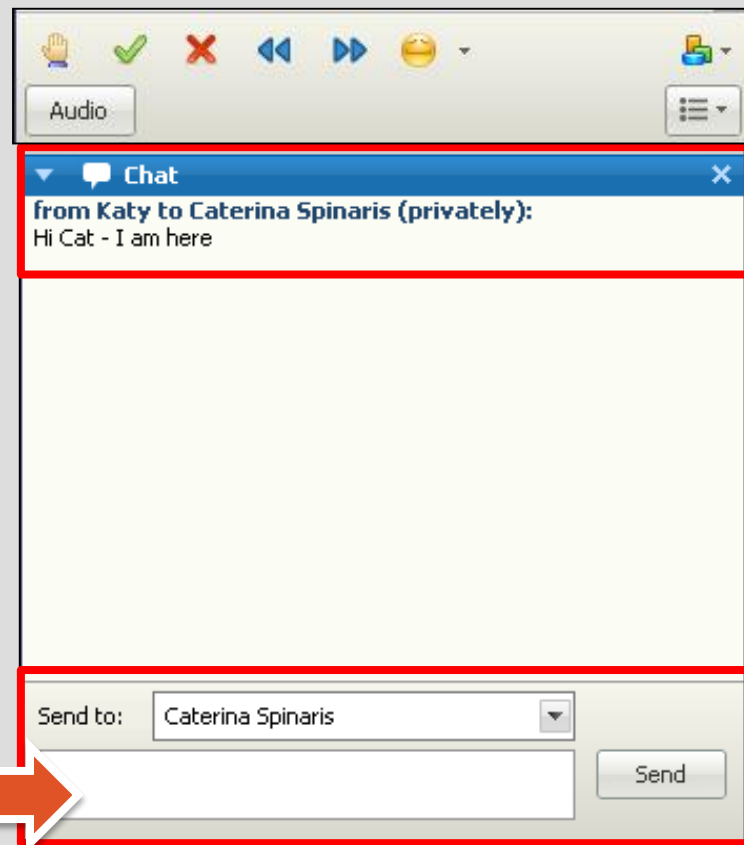 Audio
Chat
from Katy to Caterina Spinaris (privately):
Hi Cat - I am here
Send to:
Caterina Spinaris
Send